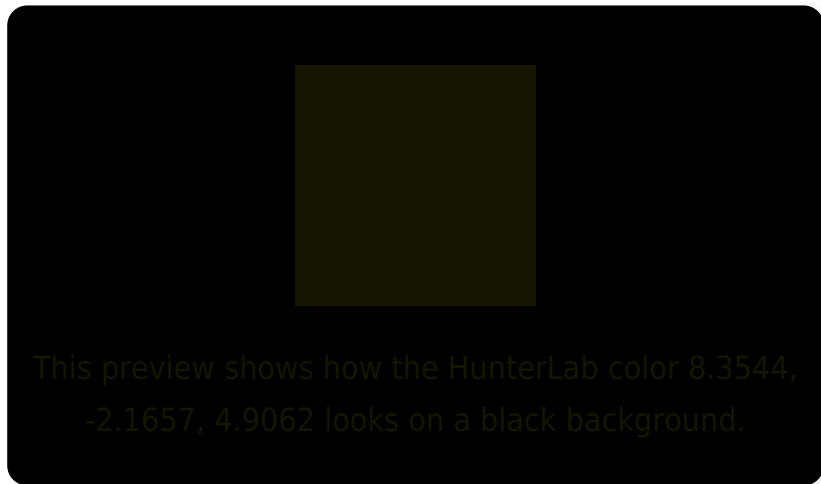 This preview shows how the HunterLab color 8.3544,
-2.1657, 4.9062 looks on a black background.